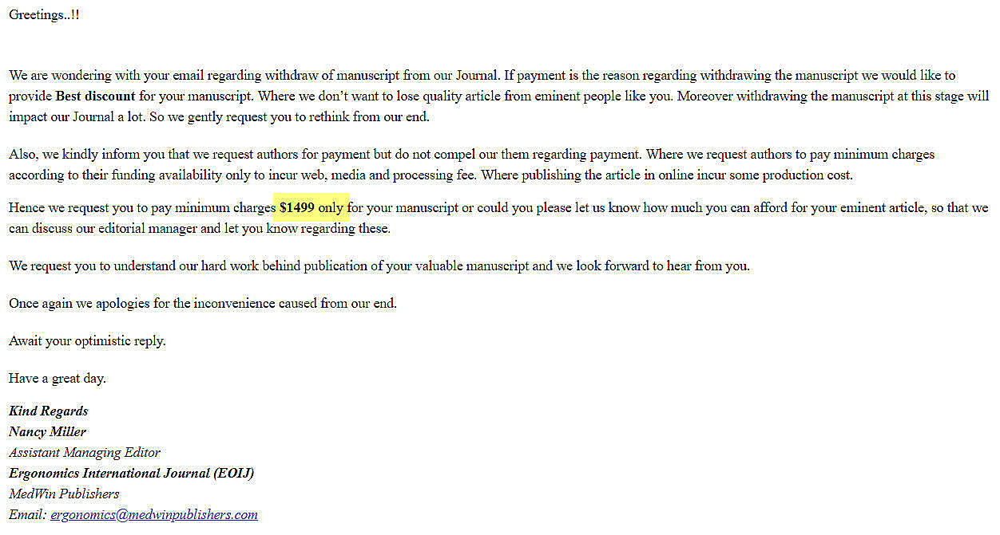 Greetings..!!
We are wondering with your email regarding withdraw of manuscript from our Journal. If payment is the reason regarding withdrawing the manuscript we would like to
provide Best discount for your manuscript. Where we don’t want to lose quality article from eminent people like you. Moreover withdrawing the manuscript at this stage will
impact our Journal a lot. So we gently request you to rethink from our end.
Also, we kindly inform you that we request authors for payment but do not compel our them regarding payment. Where we request authors to pay minimum charges
according to their funding availability only to incur web, media and processing fee. Where publishing the article in online incur some production cost.
Hence we request you to pay minimum charges $1499 only for your manuscript or could you please let us know how much you can afford for your eminent article, so that we
can discuss our editorial manager and let you know regarding these.
We request you to understand our hard work behind publication of your valuable manuscript and we look forward to hear from you.
Once again we apologies for the inconvenience caused from our end.
Await your optimistic reply.
Have a great day.
Kind Regards
Nancy Miller
Assistant Managing Editor
Ergonomics International Journal (EOIJ)
MedWin Publishers
Email: ergonomics@medwinpublishers.com